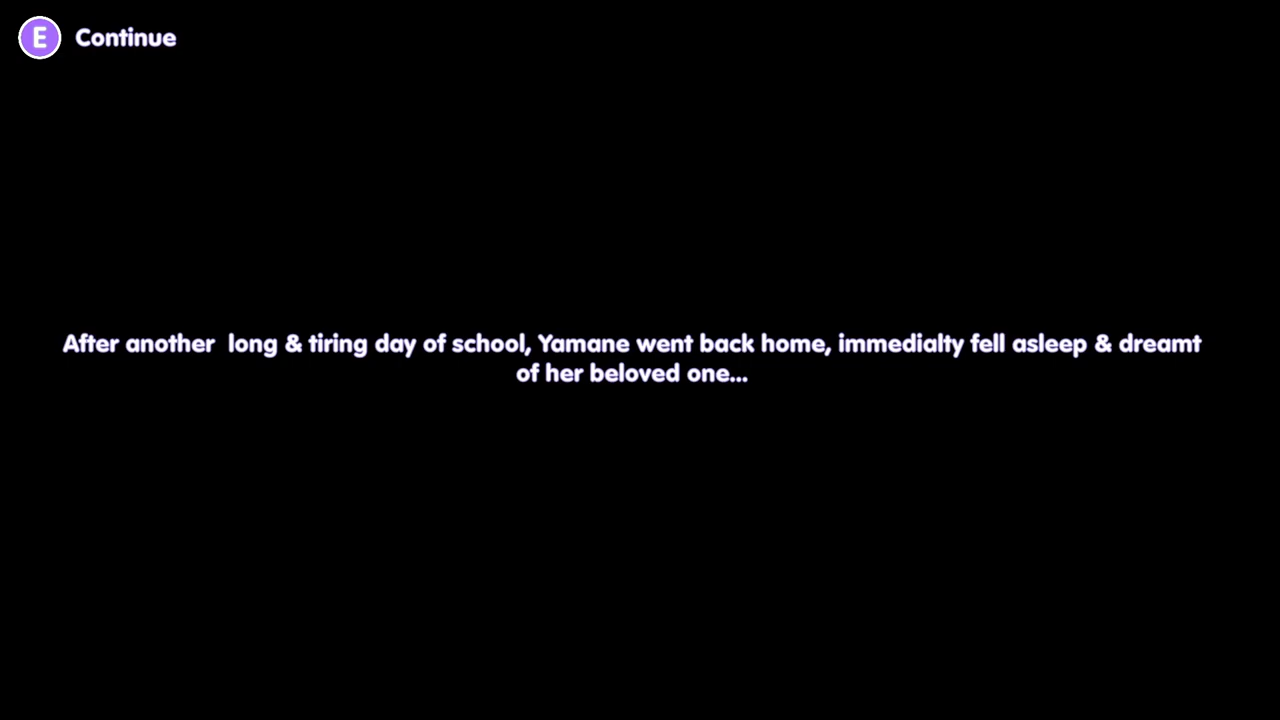 E Continue
After another  long & tiring day of school, Yamane went back home, immedialty fell asleep & dreamt
of her beloved one...